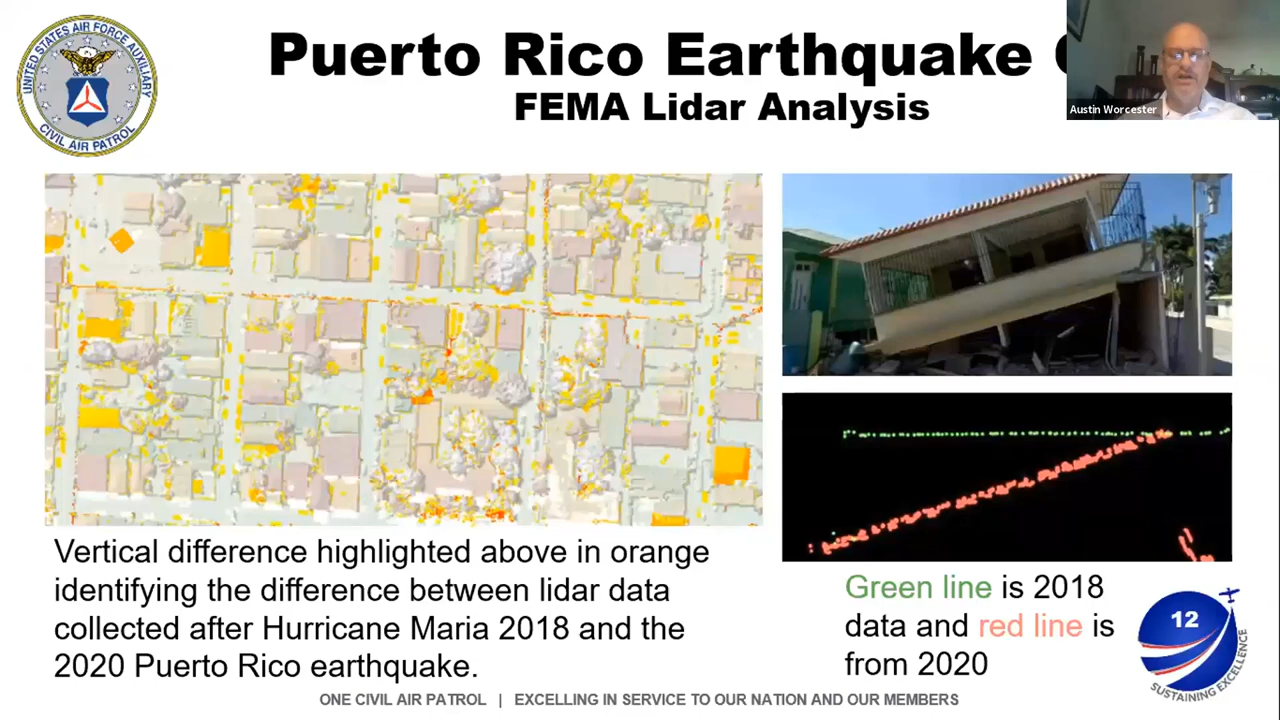 UNITED STATES AIR FORCE AUXILIARY
CIVIL AIR PATROL
Puerto Rico Earthquake
FEMA Lidar Analysis
Austin Worcester
Vertical difference highlighted above in orange
identifying the difference between lidar data
collected after Hurricane Maria 2018 and the
2020 Puerto Rico earthquake.
Green line is 2018
data and red line is
from 2020
12
SUSTAINING EXCELLENCE
ONE CIVIL AIR PATROL | EXCELLING IN SERVICE TO OUR NATION AND OUR MEMBERS